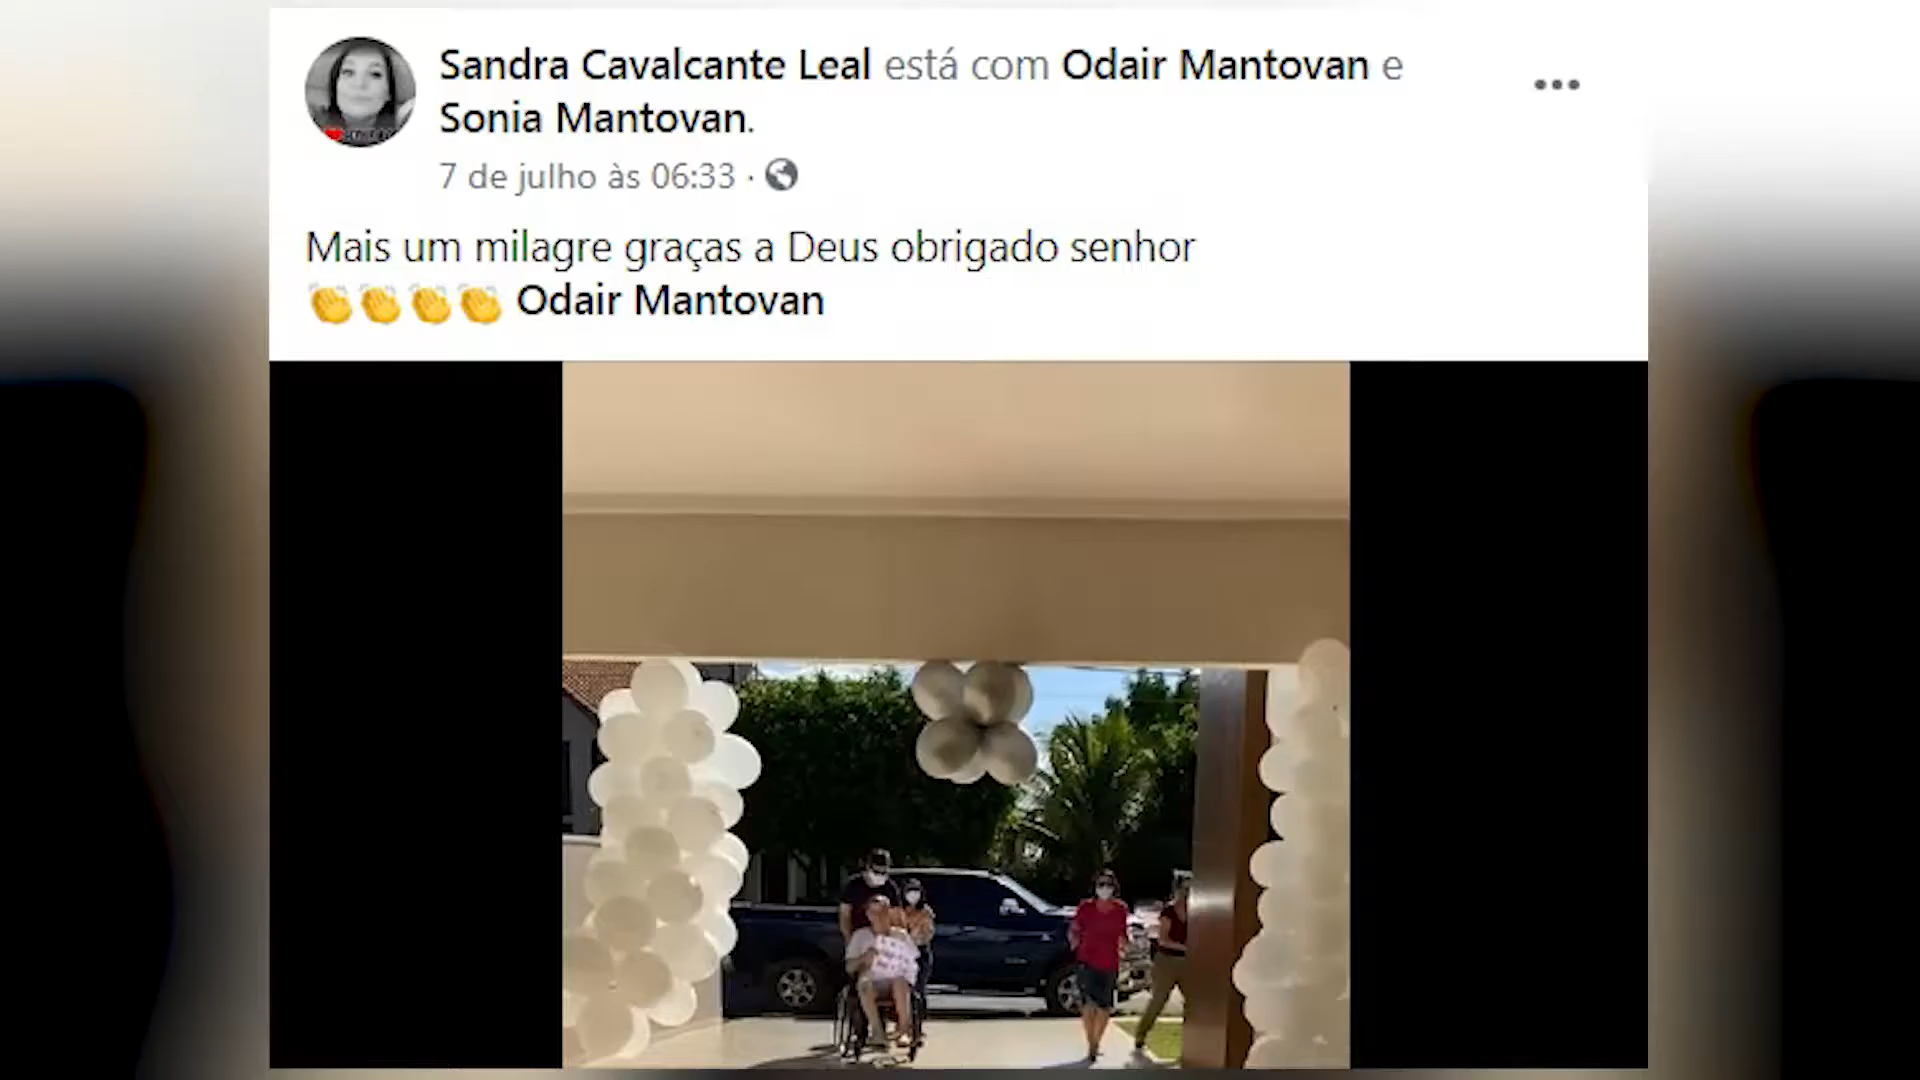 Sandra Cavalcante Leal está com Odair Mantovan e
Sonia Mantovan.
7 de julho às 06:33 ·
Mais um milagre graças a Deus obrigado senhor
👏👏👏👏 Odair Mantovan